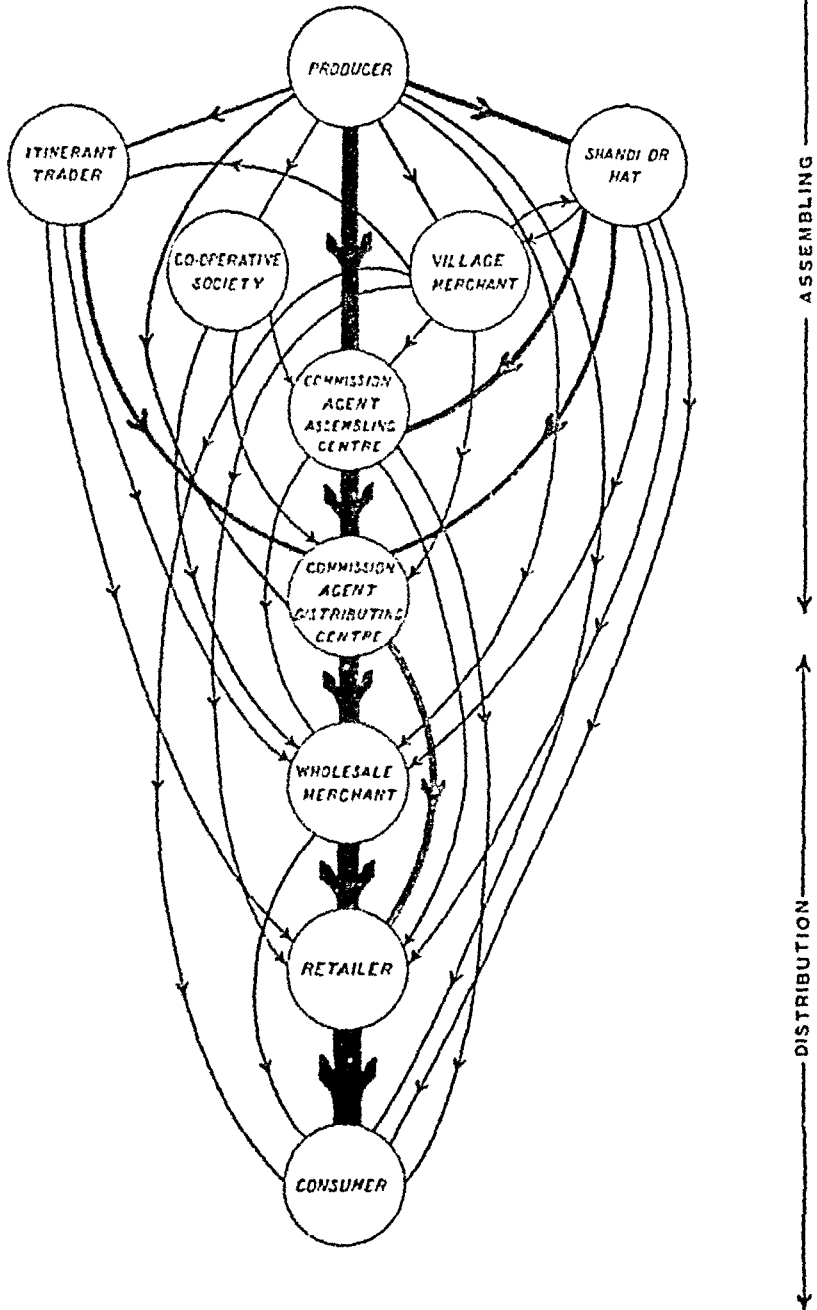 PRODUCER
ITINERANT
TRADER
SHANDI OR
HAT
CO-OPERATIVE
SOCIETY
VILLAGE
MERCHANT
COMMISSION
AGENT
ASSEMBLING
CENTRE
COMMISSION
AGENT
DISTRIBUTING
CENTRE
WHOLESALE
MERCHANT
RETAILER
CONSUMER
ASSEMBLING
DISTRIBUTION